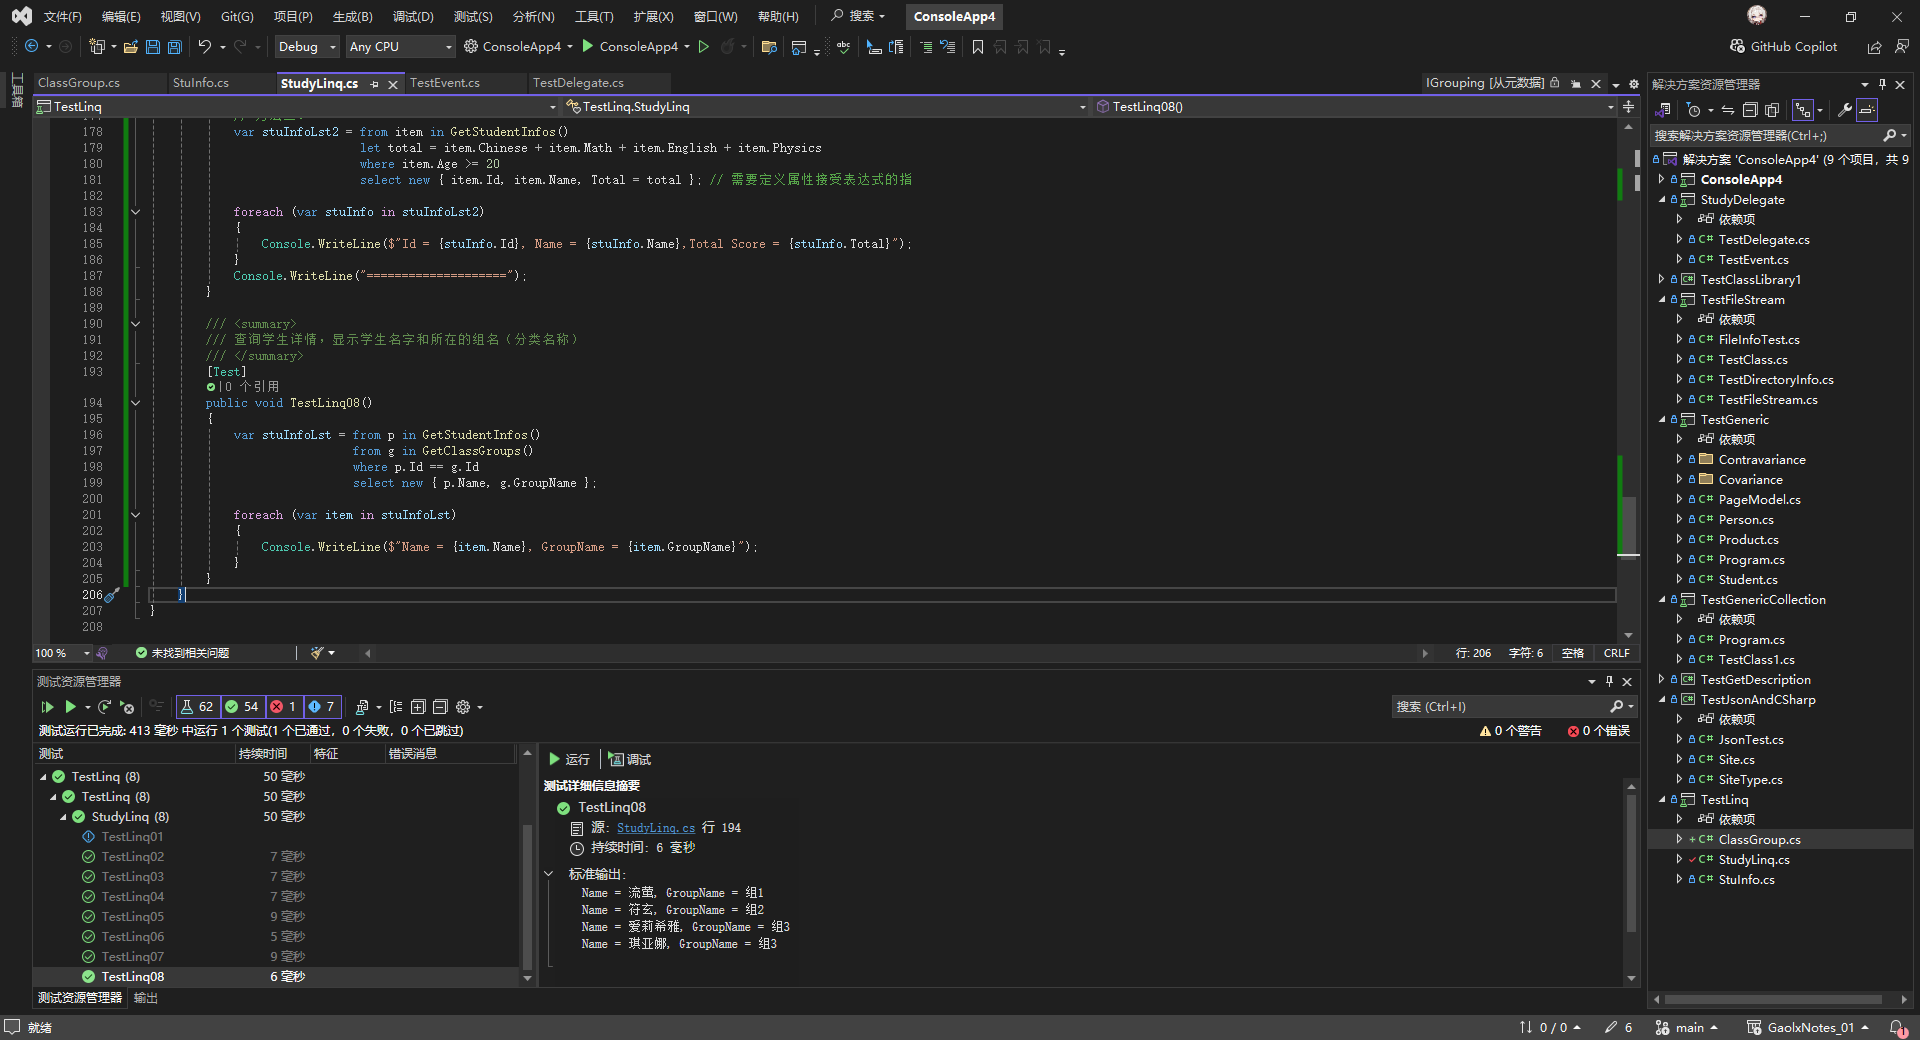 文件(F) 编辑(E) 视图(V) Git(G) 项目(P) 生成(B) 调试(D) 测试(S) 分析(N) 工具(T) 扩展(X) 窗口(W) 帮助(H) 搜索 ConsoleApp4
Debug Any CPU ConsoleApp4 ConsoleApp4 GitHub Copilot
工具箱
ClassGroup.cs StuInfo.cs StudyLinq.cs TestEvent.cs TestDelegate.cs IGrouping [从元数据]
TestLinq TestLinq.StudyLinq TestLinq08()
178 var stuInfoLst2 = from item in GetStudentInfos()
179 let total = item.Chinese + item.Math + item.English + item.Physics
180 where item.Age >= 20
181 select new { item.Id, item.Name, Total = total }; // 需要定义属性接受表达式的指
182
183 foreach (var stuInfo in stuInfoLst2)
184 {
185 Console.WriteLine($"Id = {stuInfo.Id}, Name = {stuInfo.Name},Total Score = {stuInfo.Total}");
186 }
187 Console.WriteLine("====================");
188 }
189
190 /// <summary>
191 /// 查询学生详情，显示学生名字和所在的组名（分类名称）
192 /// </summary>
193 [Test]
|0 个引用
194 public void TestLinq08()
195 {
196 var stuInfoLst = from p in GetStudentInfos()
197 from g in GetClassGroups()
198 where p.Id == g.Id
199 select new { p.Name, g.GroupName };
200
201 foreach (var item in stuInfoLst)
202 {
203 Console.WriteLine($"Name = {item.Name}, GroupName = {item.GroupName}");
204 }
205 }
206 }
207 }
208
100 % 未找到相关问题 行: 206 字符: 6 空格 CRLF
测试资源管理器
62 54 1 7 搜索 (Ctrl+I)
测试运行已完成: 413 毫秒 中运行 1 个测试(1 个已通过，0 个失败，0 个已跳过) 0 个警告 0 个错误
测试 持续时间 特征 错误消息
TestLinq (8) 50 毫秒
TestLinq (8) 50 毫秒
StudyLinq (8) 50 毫秒
TestLinq01
TestLinq02 7 毫秒
TestLinq03 7 毫秒
TestLinq04 7 毫秒
TestLinq05 9 毫秒
TestLinq06 5 毫秒
TestLinq07 9 毫秒
TestLinq08 6 毫秒
运行 调试
测试详细信息摘要
TestLinq08
源: StudyLinq.cs 行 194
持续时间: 6 毫秒
标准输出:
Name = 流萤, GroupName = 组1
Name = 符玄, GroupName = 组2
Name = 爱莉希雅, GroupName = 组3
Name = 琪亚娜, GroupName = 组3
测试资源管理器 输出
解决方案资源管理器
搜索解决方案资源管理器(Ctrl+;)
解决方案 'ConsoleApp4' (9 个项目，共 9
ConsoleApp4
StudyDelegate
依赖项
C# TestDelegate.cs
C# TestEvent.cs
C# TestClassLibrary1
TestFileStream
依赖项
C# FileInfoTest.cs
C# TestClass.cs
C# TestDirectoryInfo.cs
C# TestFileStream.cs
TestGeneric
依赖项
Contravariance
Covariance
C# PageModel.cs
C# Person.cs
C# Product.cs
C# Program.cs
C# Student.cs
TestGenericCollection
依赖项
C# Program.cs
C# TestClass1.cs
C# TestGetDescription
C# TestJsonAndCSharp
依赖项
C# JsonTest.cs
C# Site.cs
C# SiteType.cs
TestLinq
依赖项
+ C# ClassGroup.cs
C# StudyLinq.cs
C# StuInfo.cs
就绪 0 / 0 6 main GaolxNotes_01 1